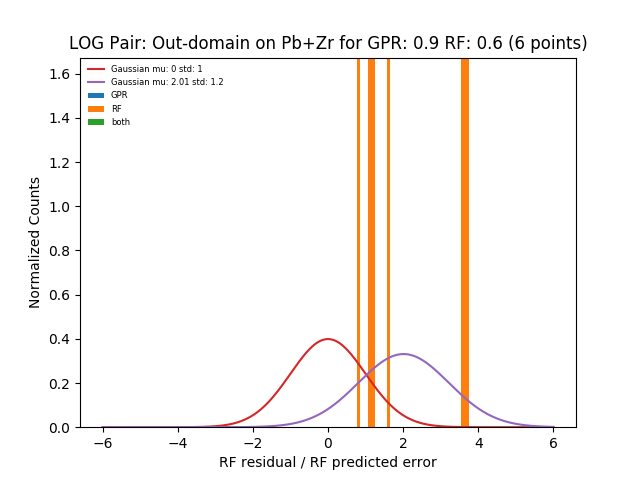 LOG Pair: Out-domain on Pb+Zr for GPR: 0.9 RF: 0.6 (6 points)
Gaussian mu: 0 std: 1
Gaussian mu: 2.01 std: 1.2
GPR
RF
both
1.6
1.4
1.2
1.0
0.8
0.6
0.4
0.2
0.0
Normalized Counts
−6 −4 −2 0 2 4 6
RF residual / RF predicted error